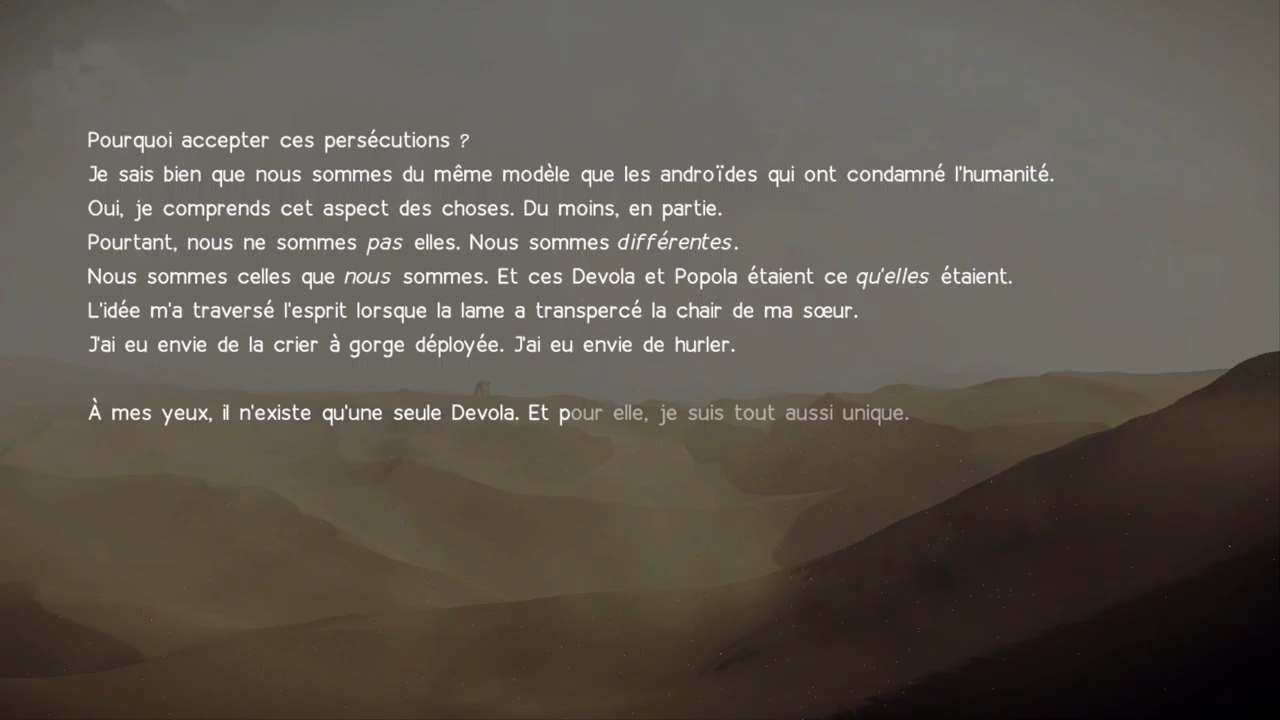 Pourquoi accepter ces persécutions ?
Je sais bien que nous sommes du même modèle que les androïdes qui ont condamné l'humanité.
Oui, je comprends cet aspect des choses. Du moins, en partie.
Pourtant, nous ne sommes pas elles. Nous sommes différentes.
Nous sommes celles que nous sommes. Et ces Devola et Popola étaient ce qu'elles étaient.
L'idée m'a traversé l'esprit lorsque la lame a transpercé la chair de ma sœur.
J'ai eu envie de la crier à gorge déployée. J'ai eu envie de hurler.
À mes yeux, il n'existe qu'une seule Devola. Et pour elle, je suis tout aussi unique.